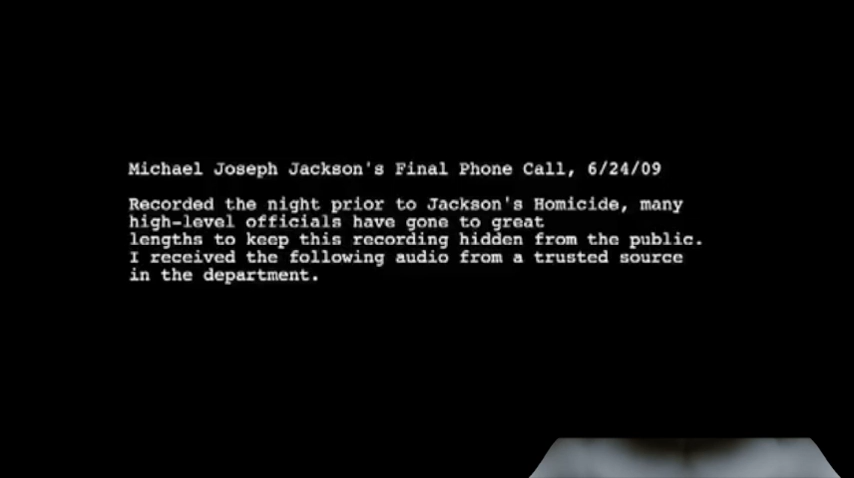 Michael Joseph Jackson's Final Phone Call, 6/24/09
Recorded the night prior to Jackson's Homicide, many
high-level officials have gone to great
lengths to keep this recording hidden from the public.
I received the following audio from a trusted source
in the department.